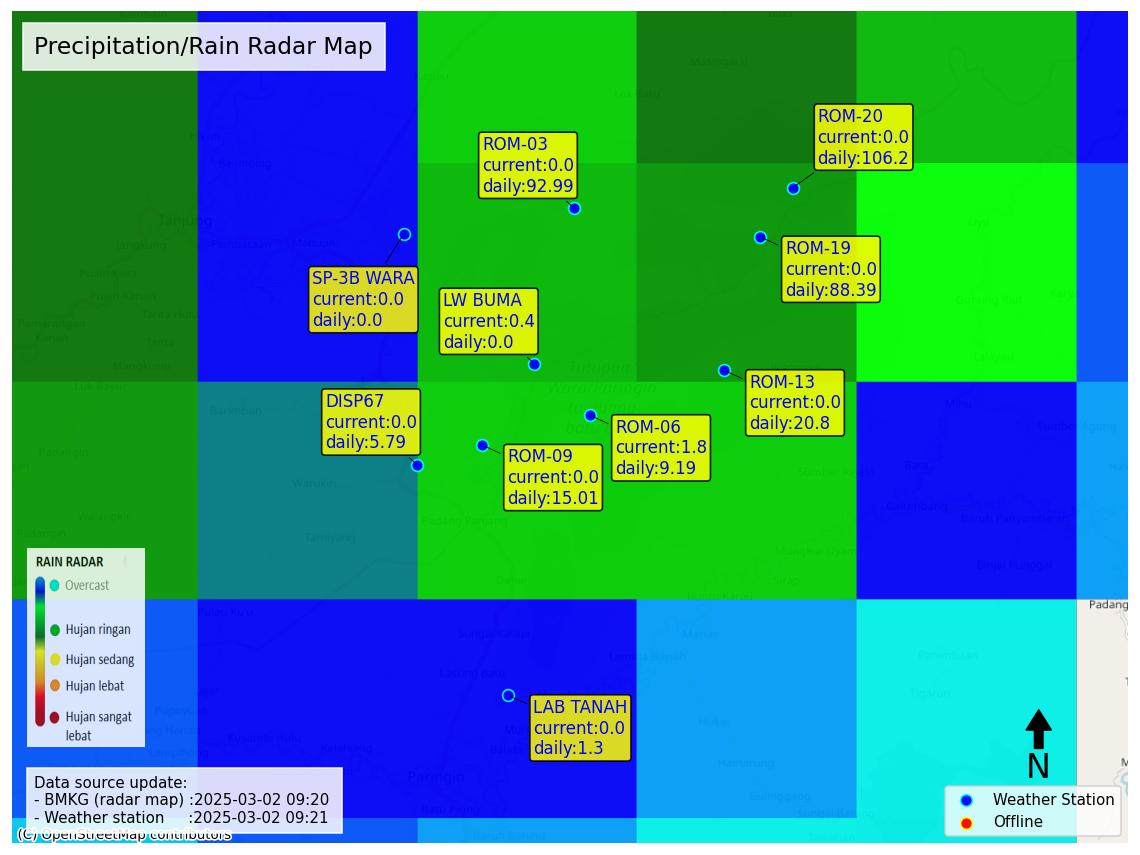 Precipitation/Rain Radar Map
ROM-20
current:0.0
daily:106.2
ROM-03
current:0.0
daily:92.99
Tanjung
ROM-19
current:0.0
daily:88.39
SP-3B WARA
current:0.0
daily:0.0
LW BUMA
current:0.4
daily:0.0
ROM-13
current:0.0
daily:20.8
DISP67
current:0.0
daily:5.79
ROM-06
current:1.8
daily:9.19
ROM-09
current:0.0
daily:15.01
Warukin
Tamiyang
Padang Panjang
Paringin
LAB TANAH
current:0.0
daily:1.3
RAIN RADAR
Overcast
Hujan ringan
Hujan sedang
Hujan lebat
Hujan sangat
lebat
Padang
N
Data source update:
- BMKG (radar map) :2025-03-02 09:20
- Weather station :2025-03-02 09:21
(C) OpenStreetMap contributors
Weather Station
Offline